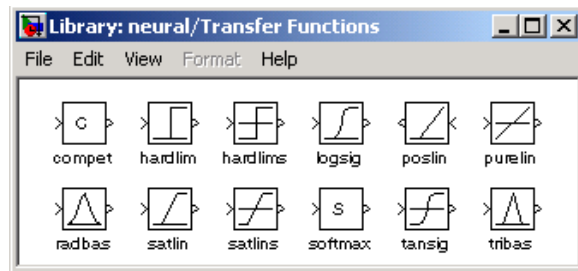 Library: neural/Transfer Functions
File Edit View Format Help
C
compet hardlim hardlims logsig poslin purelin
S
radbas satlin satlins softmax tansig tribas